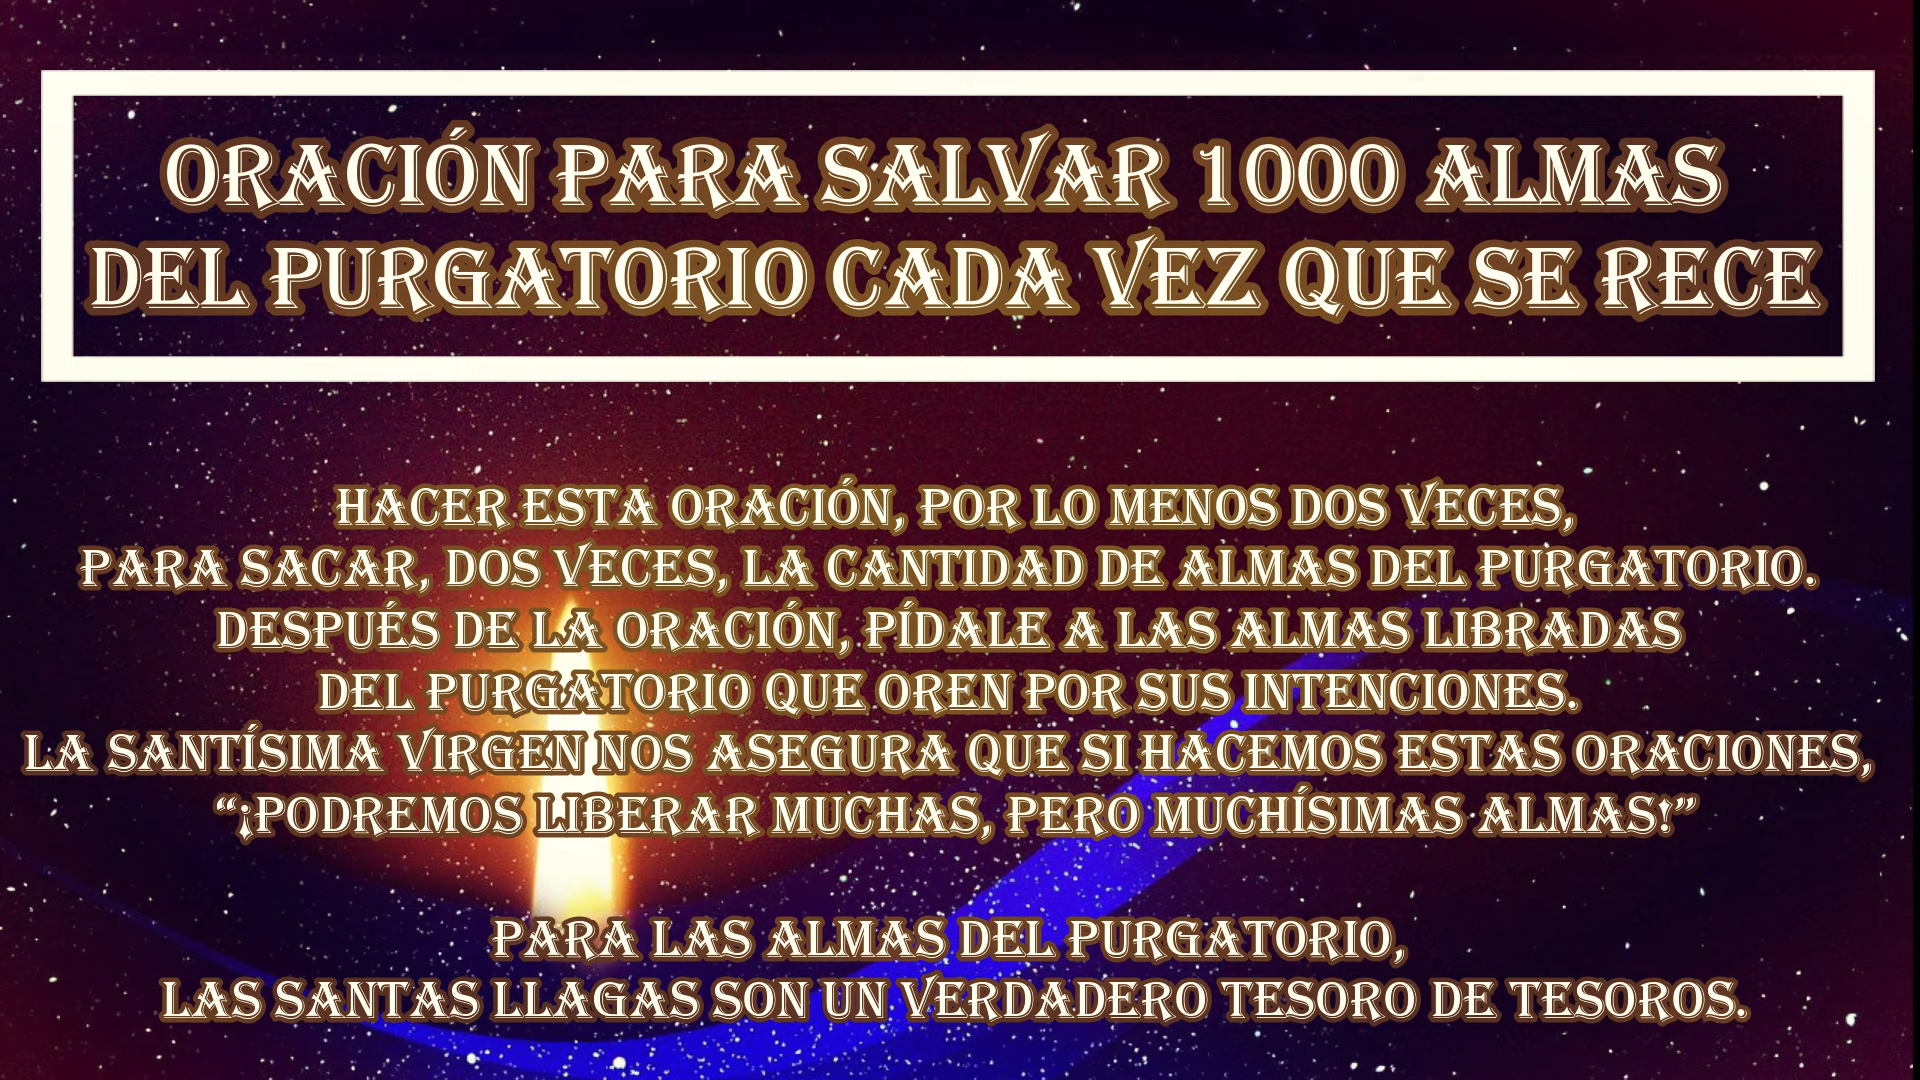 ORACIÓN PARA SALVAR 1000 ALMAS
DEL PURGATORIO CADA VEZ QUE SE RECE
HACER ESTA ORACIÓN, POR LO MENOS DOS VECES,
PARA SACAR, DOS VECES, LA CANTIDAD DE ALMAS DEL PURGATORIO.
DESPUÉS DE LA ORACIÓN, PÍDALE A LAS ALMAS LIBRADAS
DEL PURGATORIO QUE OREN POR SUS INTENCIONES.
LA SANTÍSIMA VIRGEN NOS ASEGURA QUE SI HACEMOS ESTAS ORACIONES,
“¡PODREMOS LIBERAR MUCHAS, PERO MUCHÍSIMAS ALMAS!”
PARA LAS ALMAS DEL PURGATORIO,
LAS SANTAS LLAGAS SON UN VERDADERO TESORO DE TESOROS.